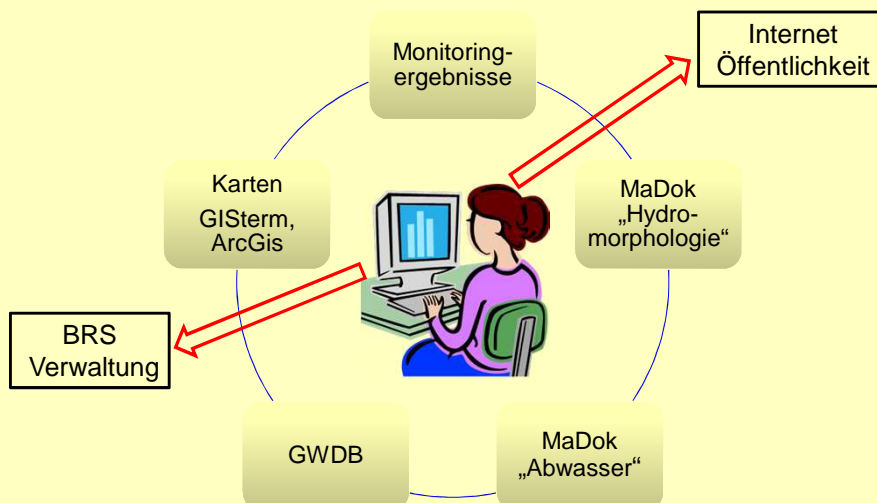 Internet
Öffentlichkeit
Monitoring-
ergebnisse
Karten
GISterm,
ArcGis
MaDok
„Hydro-
morphologie“
BRS
Verwaltung
GWDB
MaDok
„Abwasser“